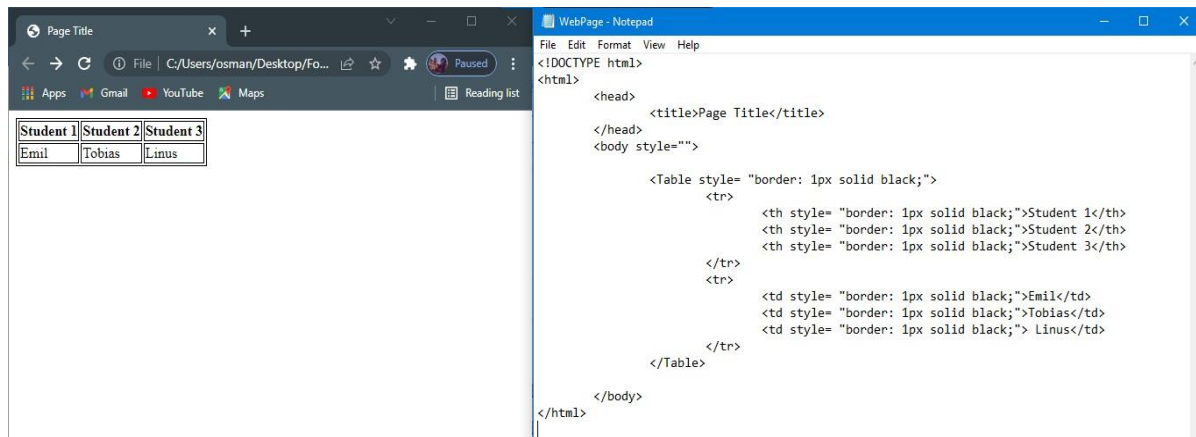 Page Title
File | C:/Users/osman/Desktop/Fo...
Paused
Apps Gmail YouTube Maps
Reading list
Student 1 Student 2 Student 3
Emil Tobias Linus
WebPage - Notepad
File Edit Format View Help
<!DOCTYPE html>
<html>
<head>
<title>Page Title</title>
</head>
<body style="">
<Table style= "border: 1px solid black;">
<tr>
<th style= "border: 1px solid black;">Student 1</th>
<th style= "border: 1px solid black;">Student 2</th>
<th style= "border: 1px solid black;">Student 3</th>
</tr>
<tr>
<td style= "border: 1px solid black;">Emil</td>
<td style= "border: 1px solid black;">Tobias</td>
<td style= "border: 1px solid black;"> Linus</td>
</tr>
</Table>
</body>
</html>